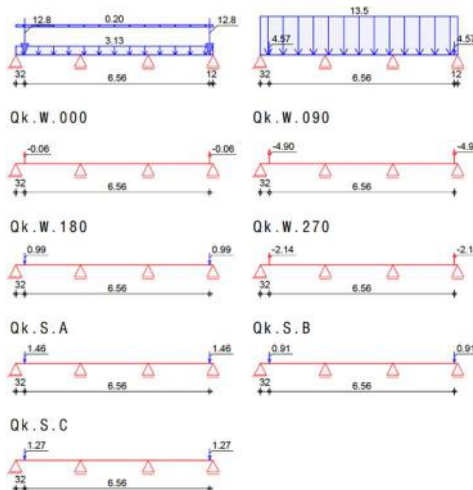 0.20 13.5
12.8 12.8 4.57 4.57
3.13
32 6.56 12 32 6.56 12
Qk.W.000 Qk.W.090
-0.06 -0.06 -4.90
32 6.56 32 6.56
Qk.W.180 Qk.W.270
0.99 0.99 -2.14
32 6.56 32 6.56
Qk.S.A Qk.S.B
1.46 1.46 0.91 0.91
32 6.56 32 6.56
Qk.S.C
1.27 1.27
32 6.56